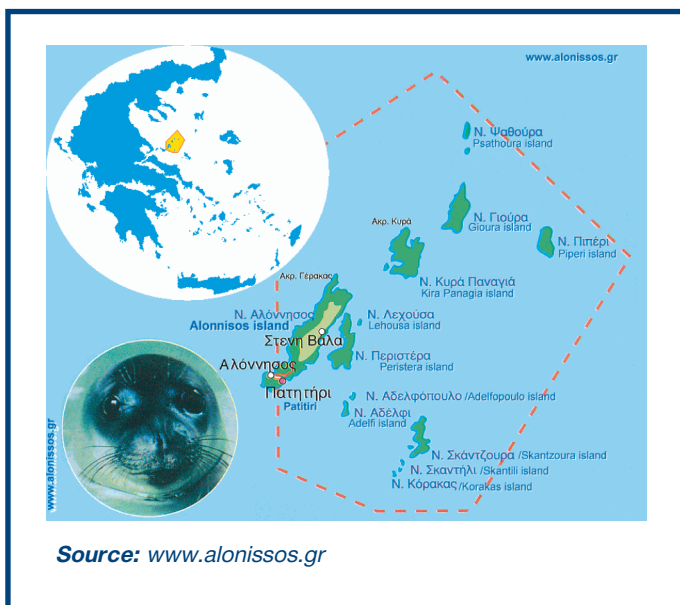 www.alonissos.gr
Ν. Ψαθούρα
Psathoura island
Ακρ. Κυρά
Ν. Γιούρα
Gioura island
Ν. Πιπέρι
Piperi island
Ν. Κυρά Παναγιά
Kira Panagia island
Ακρ. Γέρακας
Ν. Αλόννησος
Alonnisos island
Ν. Λεχούσα
Lehousa island
Στενη Βάλα
Ν. Περιστέρα
Peristera island
Αλόννησος
Πατητήρι
Patitiri
Ν. Αδελφόπουλο /Adelfopoulo island
Ν. Αδέλφι
Adelfi island
Ν. Σκάντζουρα /Skantzoura island
Ν. Σκαντήλι /Skantili island
Ν. Κόρακας /Korakas island
www.alonissos.gr
Source: www.alonissos.gr